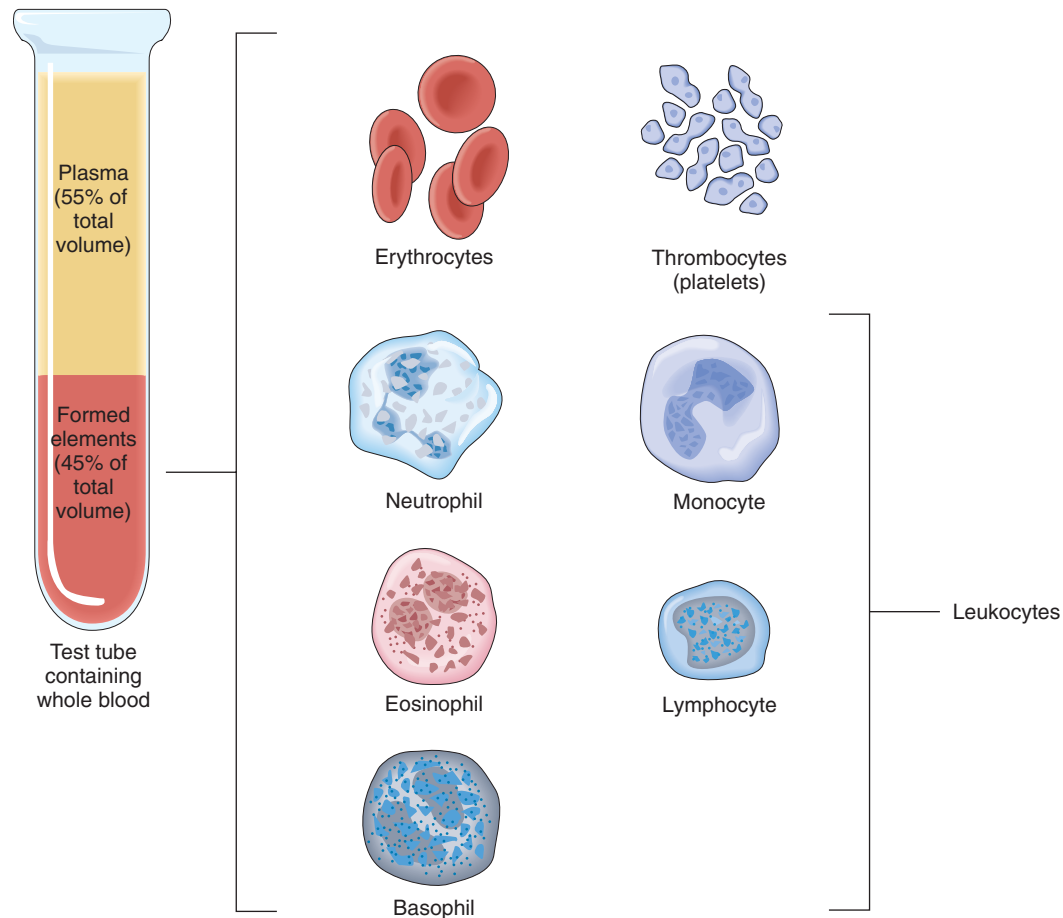 Plasma
(55% of
total
volume)
Formed
elements
(45% of
total
volume)
Test tube
containing
whole blood
Erythrocytes
Thrombocytes
(platelets)
Neutrophil
Monocyte
Eosinophil
Lymphocyte
Basophil
Leukocytes